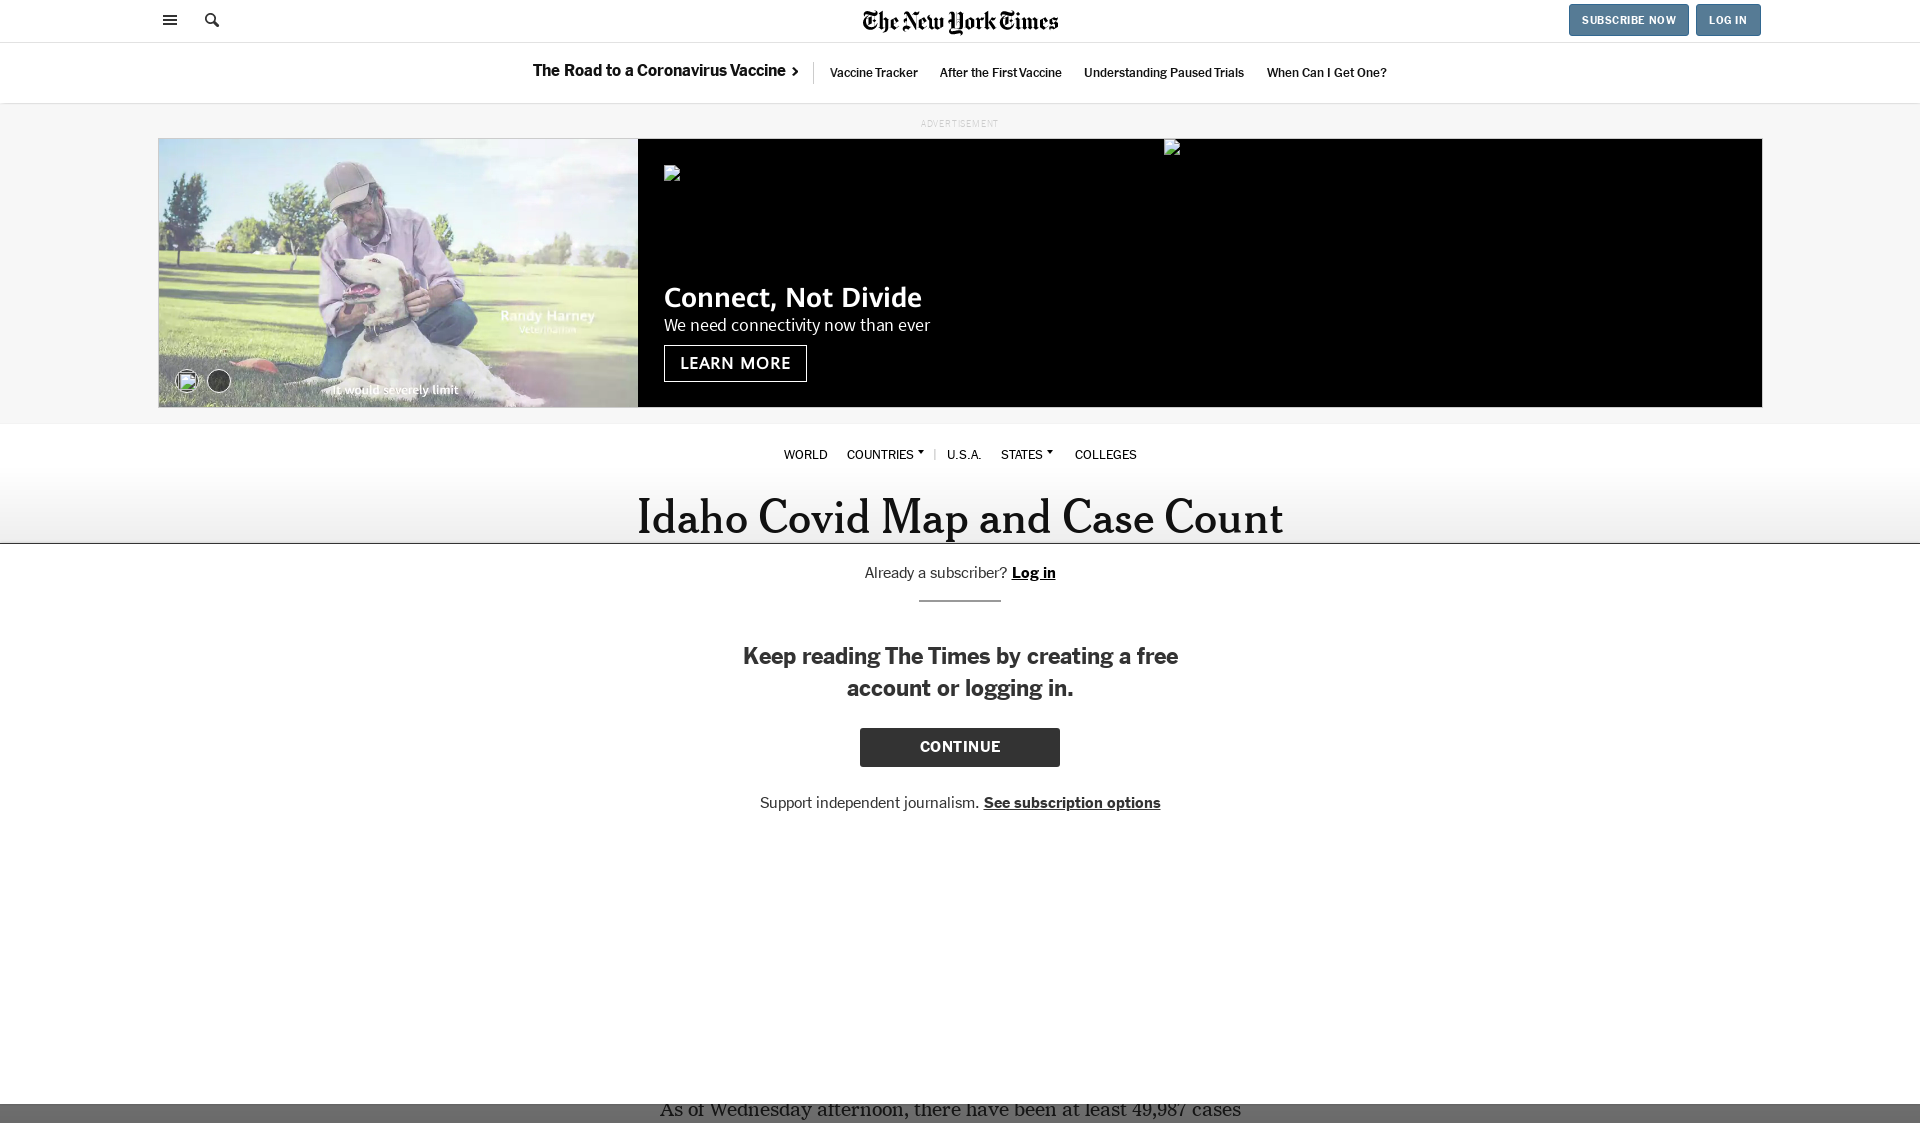 The New York Times
SUBSCRIBE NOW
LOG IN
The Road to a Coronavirus Vaccine
Vaccine Tracker
After the First Vaccine
Understanding Paused Trials
When Can I Get One?
ADVERTISEMENT
Randy Harney
Veterinarian
it would severely limit
Connect, Not Divide
We need connectivity now than ever
LEARN MORE
WORLD
COUNTRIES
U.S.A.
STATES
COLLEGES
Idaho Covid Map and Case Count
Already a subscriber? Log in
Keep reading The Times by creating a free
account or logging in.
CONTINUE
Support independent journalism. See subscription options
As of Wednesday afternoon, there have been at least 49,987 cases